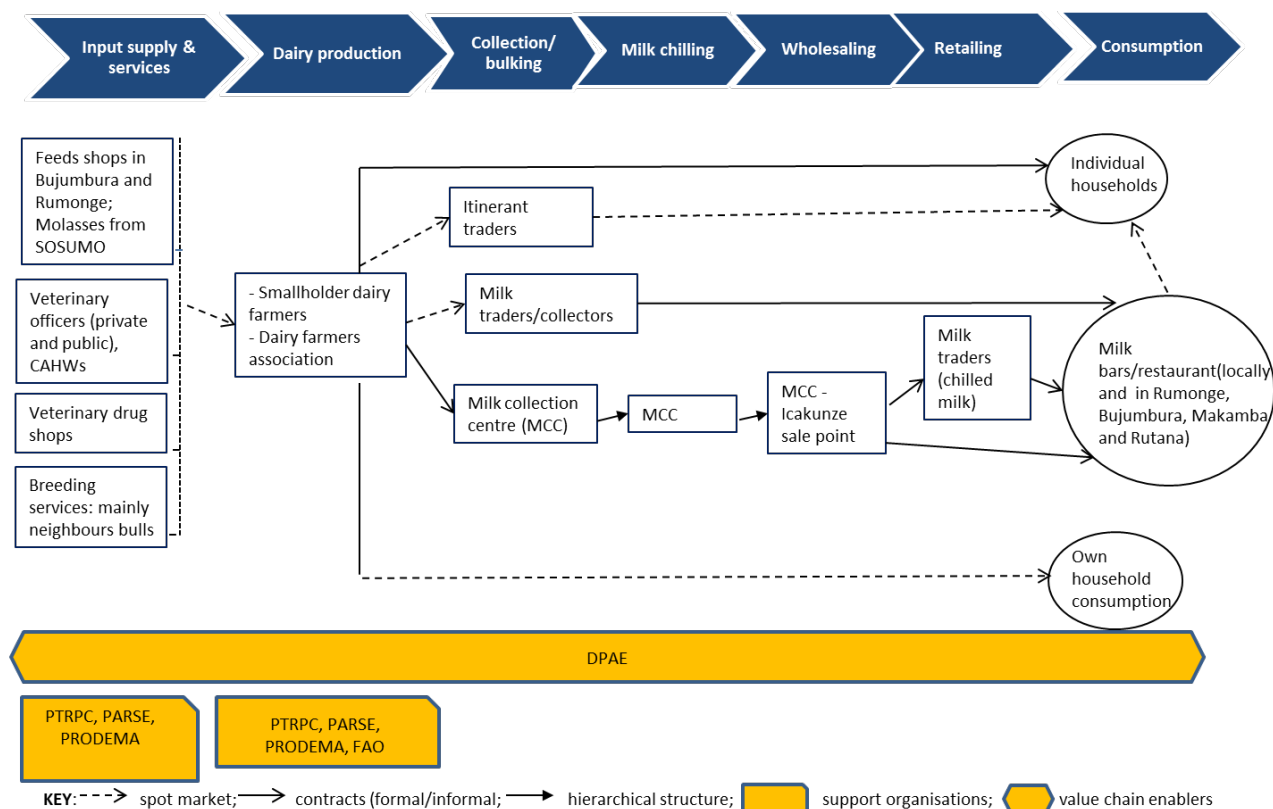 Input supply &
services
Dairy production
Collection/
bulking
Milk chilling
Wholesaling
Retailing
Consumption
Feeds shops in
Bujumbura and
Rumonge;
Molasses from
SOSUMO
Veterinary
officers (private
and public),
CAHWs
Veterinary drug
shops
Breeding
services: mainly
neighbours bulls
- Smallholder dairy
farmers
- Dairy farmers
association
Itinerant
traders
Milk
traders/collectors
Milk collection
centre (MCC)
MCC
MCC -
Icakunze
sale point
Milk
traders
(chilled
milk)
Individual
households
Milk
bars/restaurant(locally
and in Rumonge,
Bujumbura, Makamba
and Rutana)
Own
household
consumption
DPAE
PTRPC, PARSE,
PRODEMA
PTRPC, PARSE,
PRODEMA, FAO
KEY: spot market; contracts (formal/informal; hierarchical structure; support organisations; value chain enablers